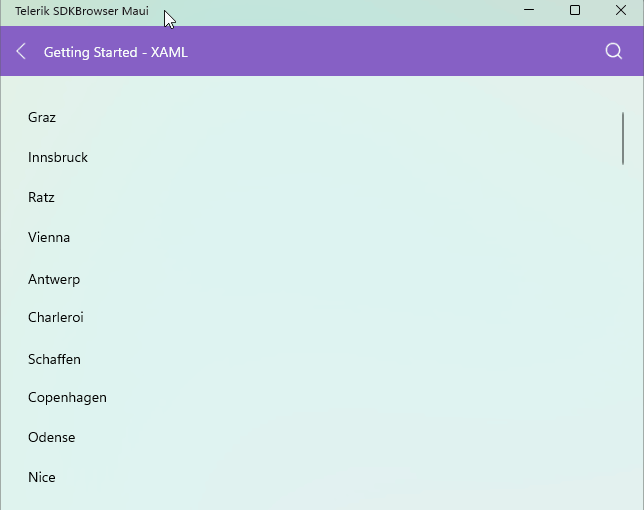 Telerik SDKBrowser Maui
Getting Started - XAML
Graz
Innsbruck
Ratz
Vienna
Antwerp
Charleroi
Schaffen
Copenhagen
Odense
Nice